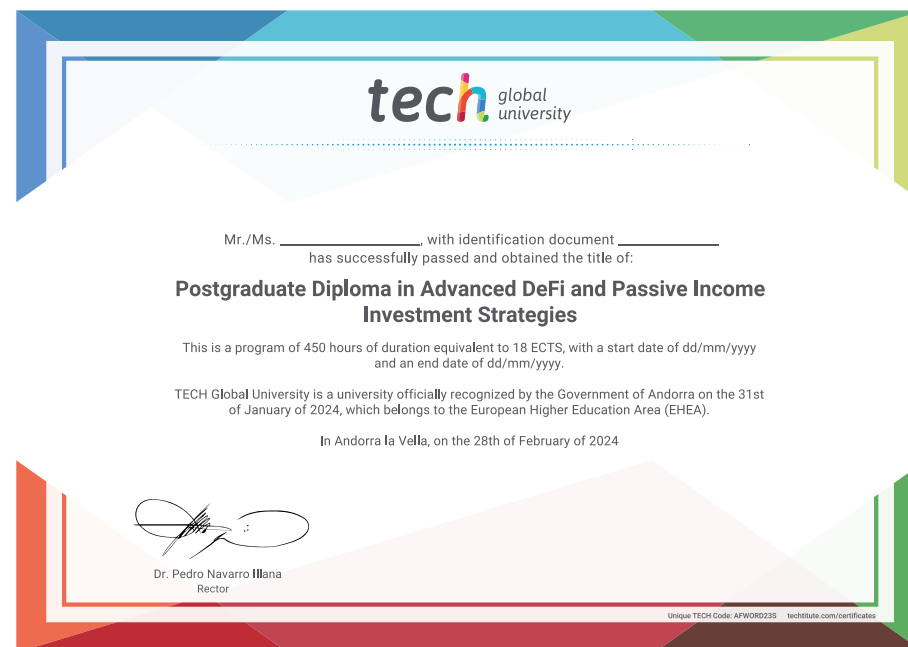 tech global
university
Mr./Ms. ____________________, with identification document ______________
has successfully passed and obtained the title of:
Postgraduate Diploma in Advanced DeFi and Passive Income
Investment Strategies
This is a program of 450 hours of duration equivalent to 18 ECTS, with a start date of dd/mm/yyyy
and an end date of dd/mm/yyyy.
TECH Global University is a university officially recognized by the Government of Andorra on the 31st
of January of 2024, which belongs to the European Higher Education Area (EHEA).
In Andorra la Vella, on the 28th of February of 2024
Dr. Pedro Navarro Illana
Rector
Unique TECH Code: AFWORD23S techtitute.com/certificates